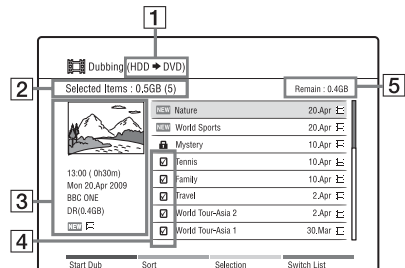 1
Dubbing (HDD ➔ DVD)
2
Selected Items : 0.5GB (5)
Remain : 0.4GB
5
NEW Nature 20.Apr
NEW World Sports 20.Apr
Mystery 10.Apr
Tennis 10.Apr
Family 10.Apr
Travel 2.Apr
World Tour-Asia 2 2.Apr
World Tour-Asia 1 30.Mar
3
13:00 ( 0h30m)
Mon 20.Apr 2009
BBC ONE
DR(0.4GB)
NEW
4
Start Dub Sort Selection Switch List